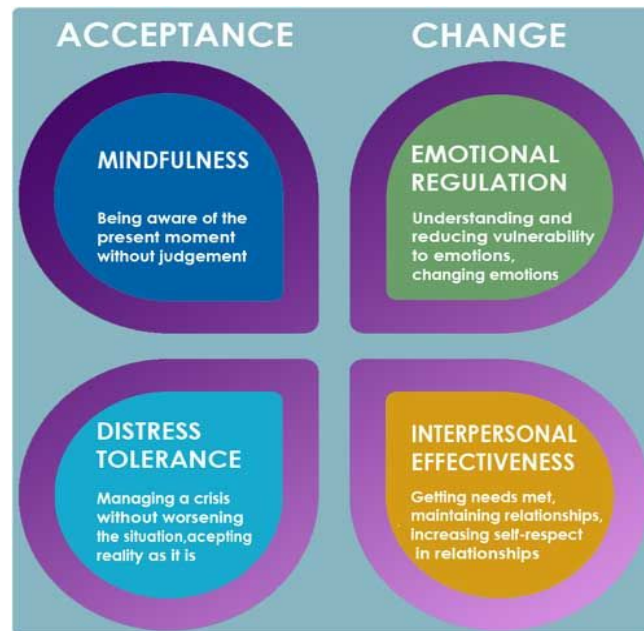 ACCEPTANCE
CHANGE
MINDFULNESS
Being aware of the
present moment
without judgement
EMOTIONAL
REGULATION
Understanding and
reducing vulnerability
to emotions,
changing emotions
DISTRESS
TOLERANCE
Managing a crisis
without worsening
the situation,acepting
reality as it is
INTERPERSONAL
EFFECTIVENESS
Getting needs met,
maintaining relationships,
increasing self-respect
in relationships